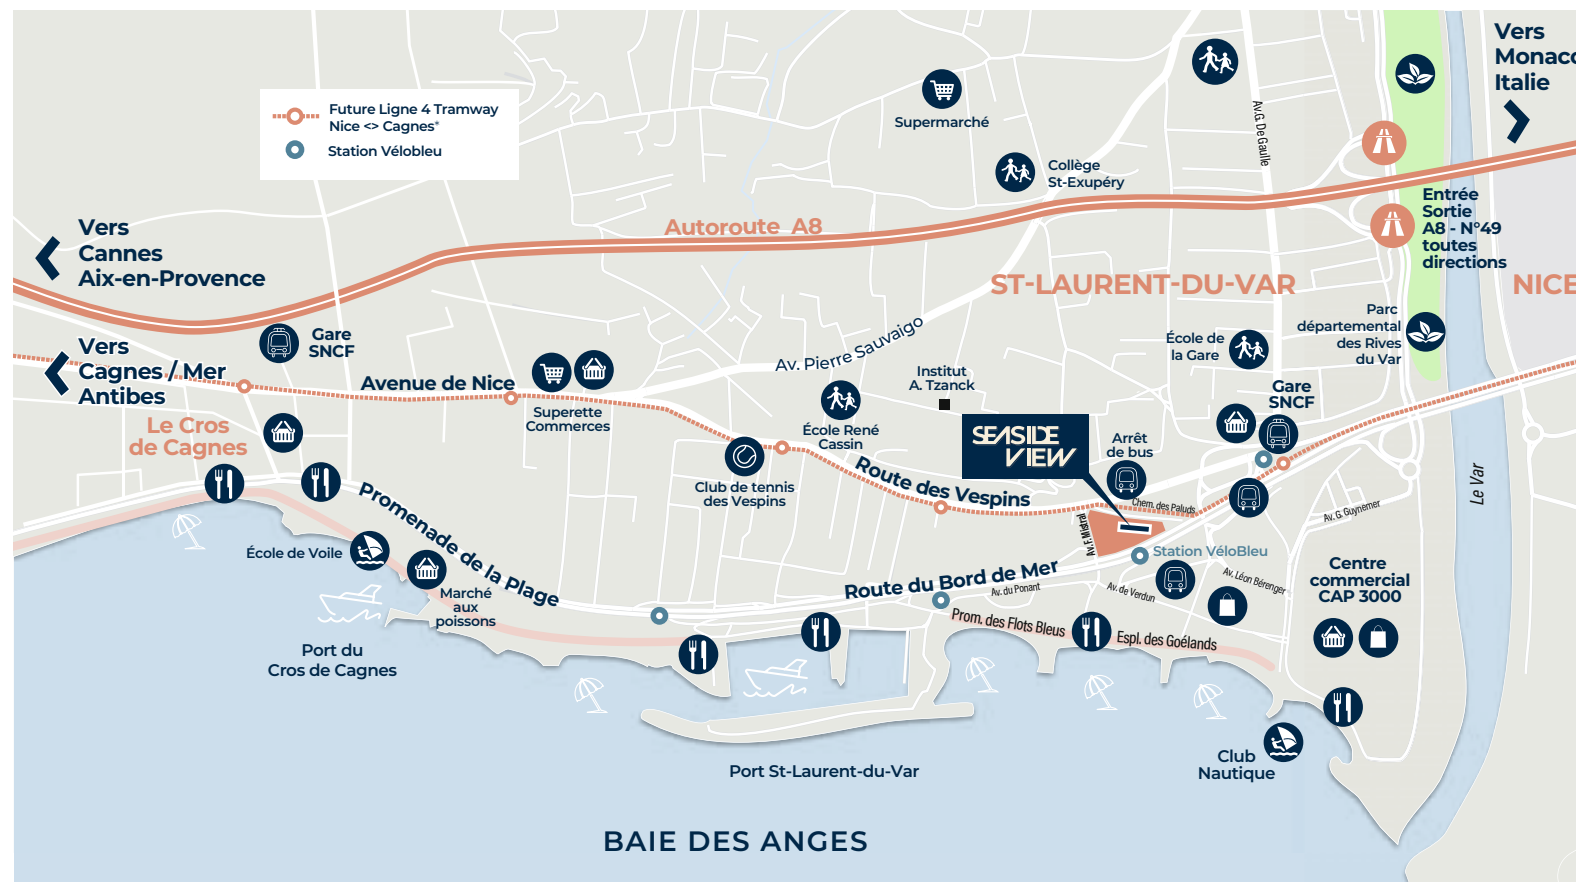 Vers
Monaco
Italie
Future Ligne 4 Tramway
Nice <> Cagnes*
Station Vélobleu
Supermarché
Av.G. De Gaulle
Collège
St-Exupéry
Vers
Cannes
Aix-en-Provence
Autoroute A8
Entrée
Sortie
A8 - N°49
toutes
directions
ST-LAURENT-DU-VAR
NICE
Gare
SNCF
Vers
Cagnes / Mer
Antibes
Avenue de Nice
Av. Pierre Sauvaigo
École de
la Gare
Parc
départemental
des Rives
du Var
Institut
A. Tzanck
Gare
SNCF
Superette
Commerces
Le Cros
de Cagnes
École René
Cassin
SEASIDE
VIEW
Arrêt
de bus
Club de tennis
des Vespins
Route des Vespins
Chem. des Paluds
Av. F. Mistral
Av. G. Guynemer
Le Var
Promenade de la Plage
École de Voile
Marché
aux
poissons
Station VéloBleu
Route du Bord de Mer
Av. du Ponant
Av. de Verdun
Av. Léon Bérenger
Centre
commercial
CAP 3000
Prom. des Flots Bleus
Espl. des Goélands
Port du
Cros de Cagnes
Port St-Laurent-du-Var
Club
Nautique
BAIE DES ANGES